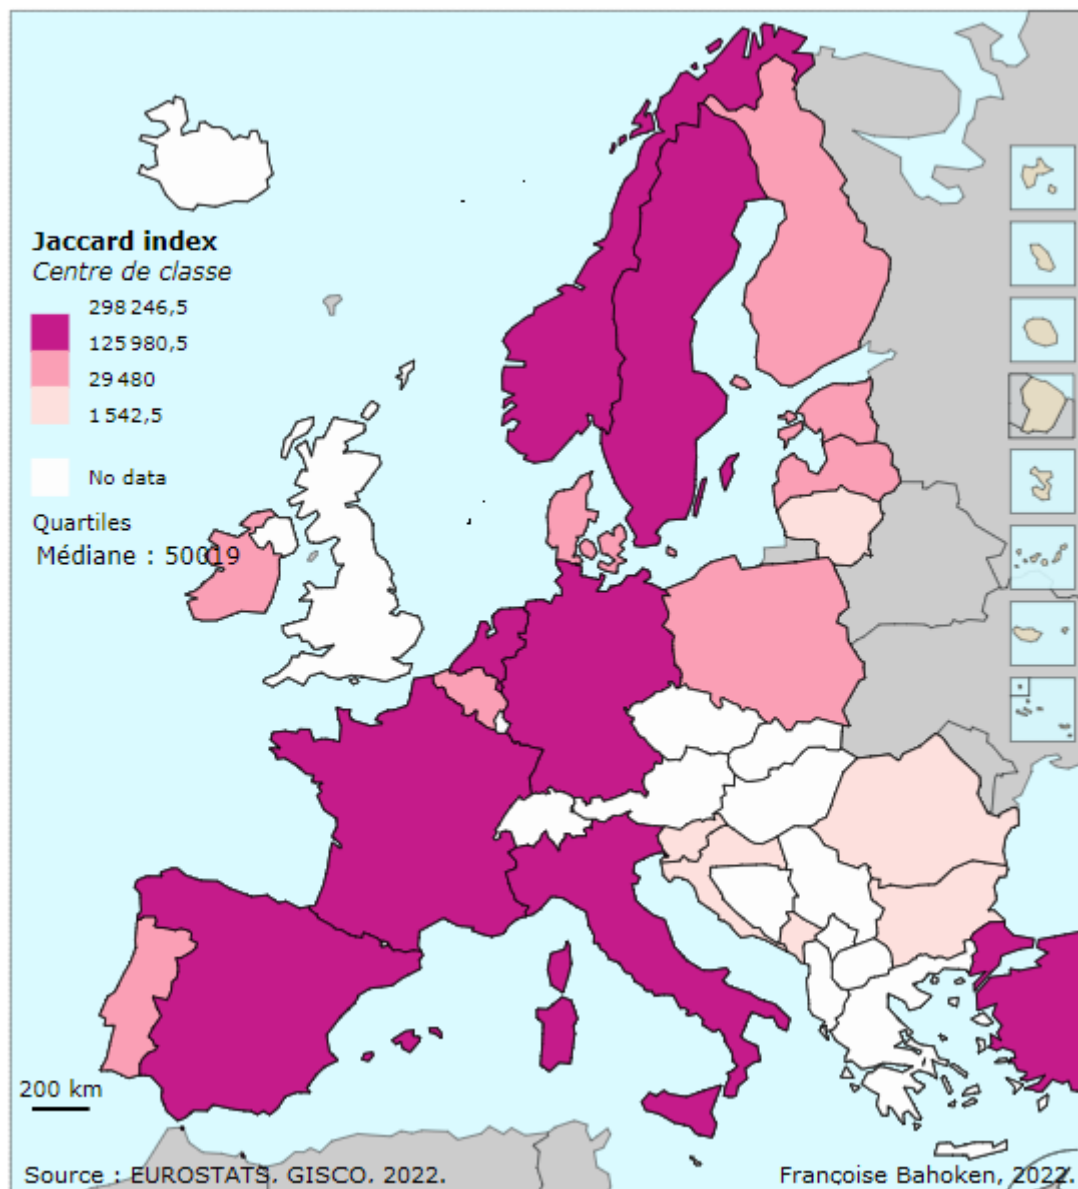 Jaccard index
Centre de classe
298 246,5
125 980,5
29 480
1 542,5
No data
Quartiles
Médiane : 50019
200 km
Source : EUROSTATS. GISCO. 2022.
Françoise Bahoken, 2022.